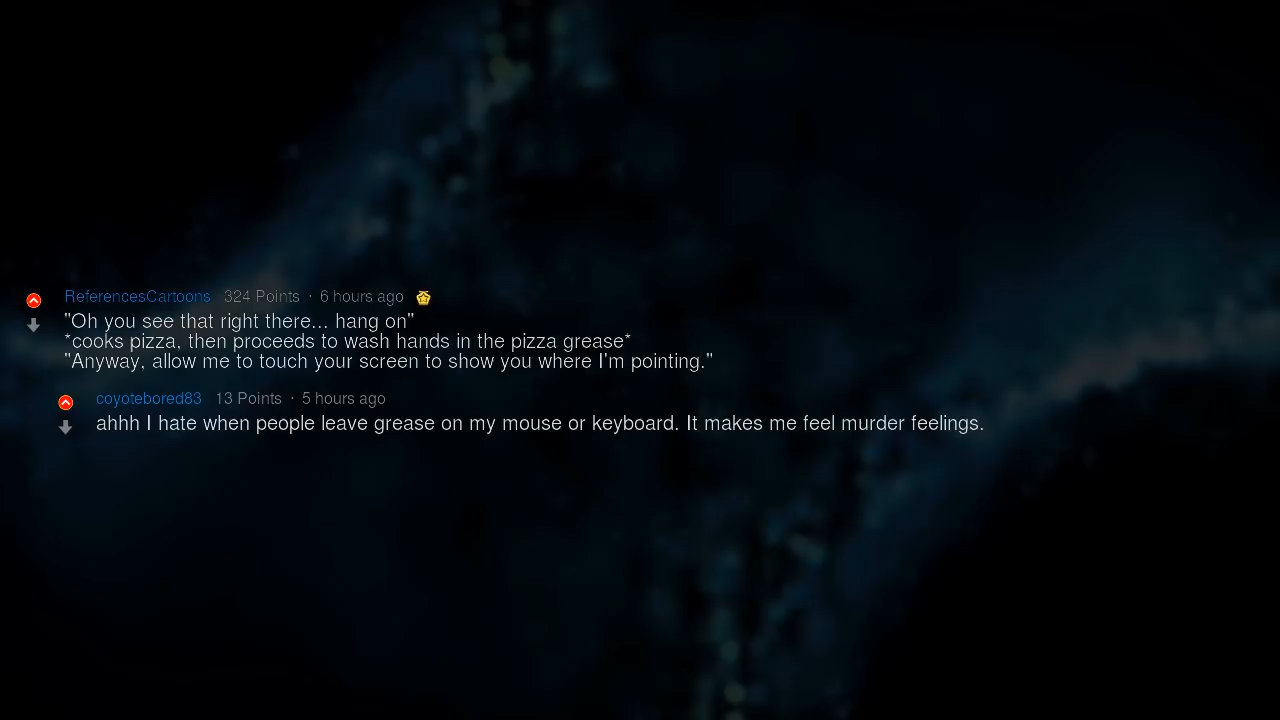 ReferencesCartoons 324 Points · 6 hours ago
"Oh you see that right there... hang on"
*cooks pizza, then proceeds to wash hands in the pizza grease*
"Anyway, allow me to touch your screen to show you where I'm pointing."
coyotebored83 13 Points · 5 hours ago
ahhh I hate when people leave grease on my mouse or keyboard. It makes me feel murder feelings.